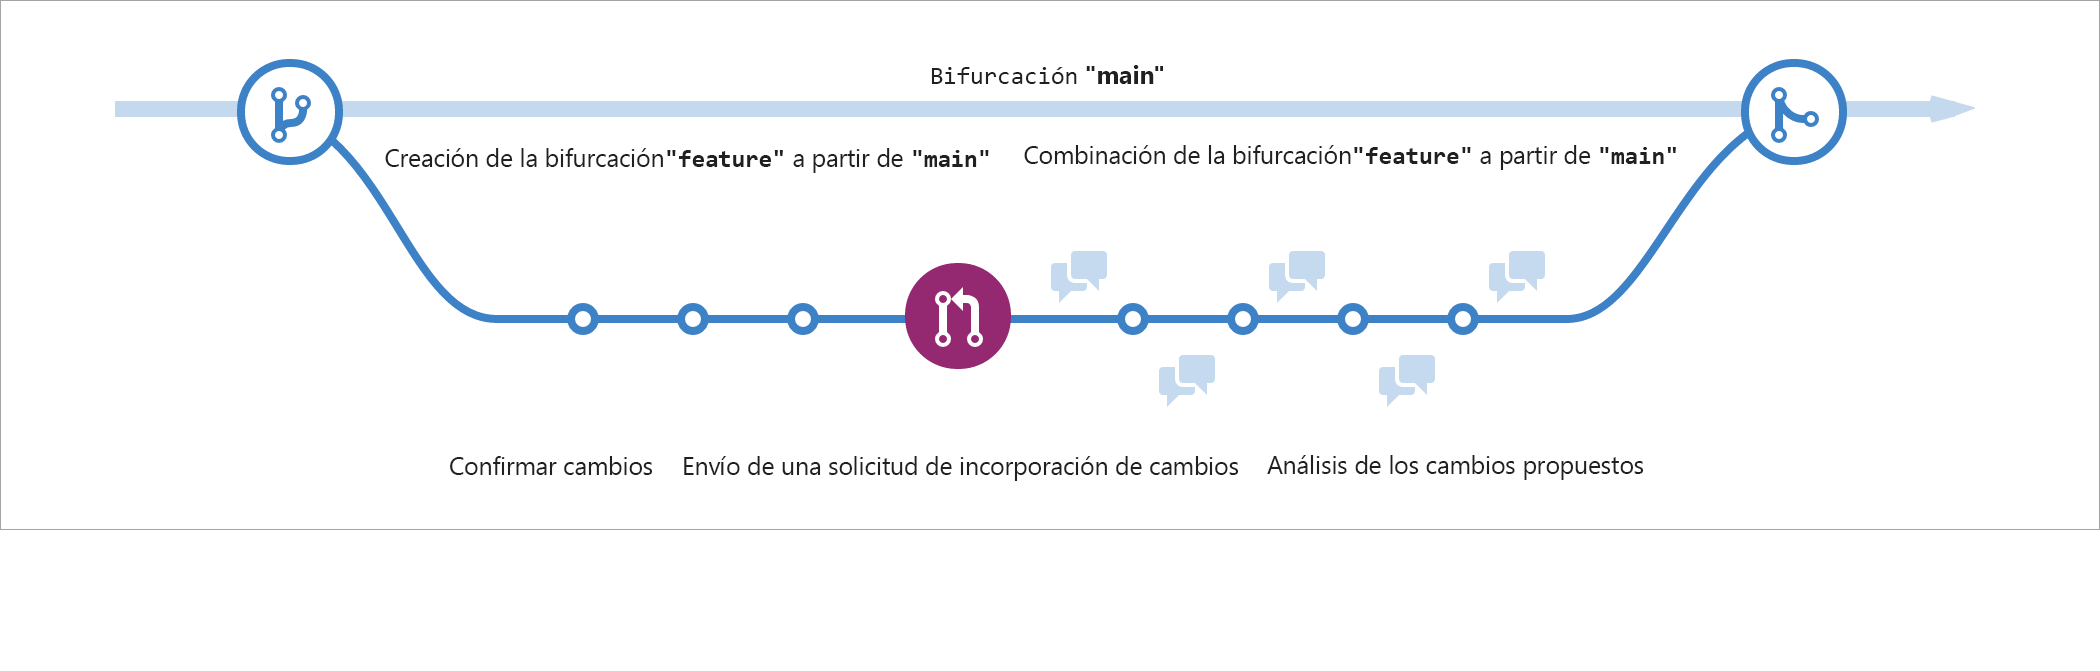 Bifurcación "main"
Creación de la bifurcación"feature" a partir de "main"
Combinación de la bifurcación"feature" a partir de "main"
Confirmar cambios
Envío de una solicitud de incorporación de cambios
Análisis de los cambios propuestos